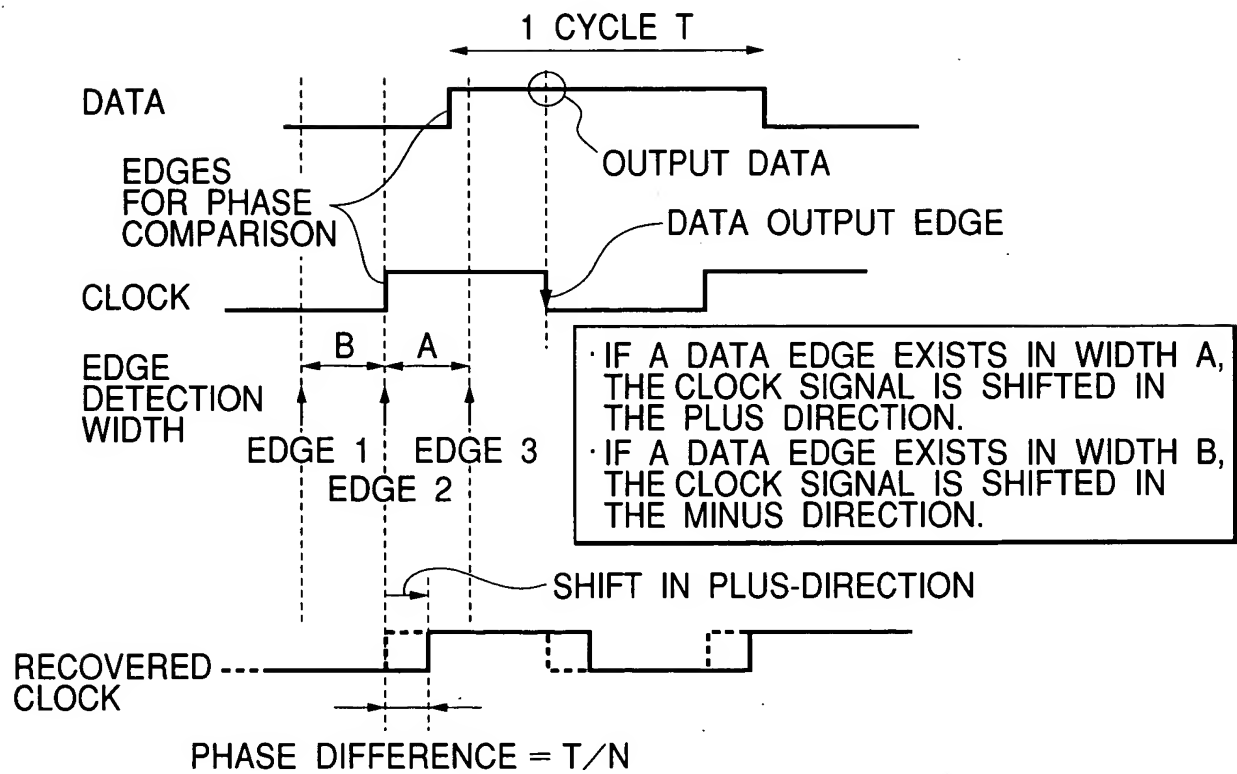 1 CYCLE T
DATA
OUTPUT DATA
EDGES
FOR PHASE
COMPARISON
DATA OUTPUT EDGE
CLOCK
B
A
EDGE
DETECTION
WIDTH
EDGE 1
EDGE 3
EDGE 2
· IF A DATA EDGE EXISTS IN WIDTH A,
THE CLOCK SIGNAL IS SHIFTED IN
THE PLUS DIRECTION.
· IF A DATA EDGE EXISTS IN WIDTH B,
THE CLOCK SIGNAL IS SHIFTED IN
THE MINUS DIRECTION.
SHIFT IN PLUS-DIRECTION
RECOVERED
CLOCK
PHASE DIFFERENCE = T/N